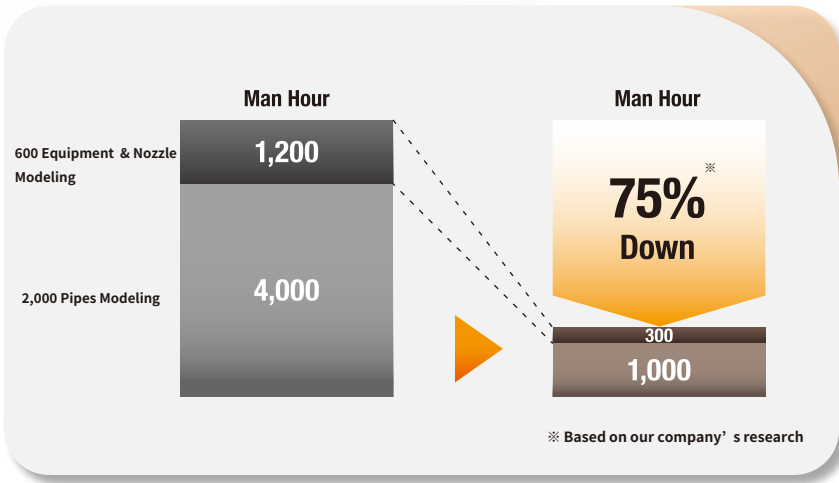 Man Hour
600 Equipment & Nozzle
Modeling
1,200
2,000 Pipes Modeling
4,000
Man Hour
75%※
Down
300
1,000
※ Based on our company’ s research